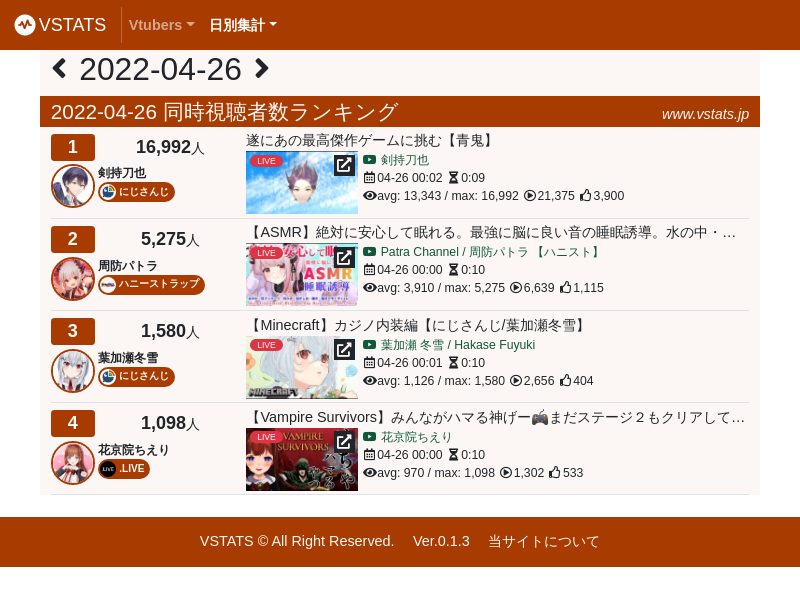 VSTATS Vtubers 日別集計
2022-04-26
2022-04-26 同時視聴者数ランキング www.vstats.jp
1 16,992人 遂にあの最高傑作ゲームに挑む【青鬼】
剣持刀也 LIVE 剣持刀也
にじさんじ 04-26 00:02 0:09
avg: 13,343 / max: 16,992 21,375 3,900
2 5,275人 【ASMR】絶対に安心して眠れる。最強に脳に良い音の睡眠誘導。水の中・…
周防パトラ LIVE Patra Channel / 周防パトラ 【ハニスト】
ハニーストラップ ASMR 睡眠誘導 04-26 00:00 0:10
avg: 3,910 / max: 5,275 6,639 1,115
3 1,580人 【Minecraft】カジノ内装編【にじさんじ/葉加瀬冬雪】
葉加瀬冬雪 LIVE 葉加瀬 冬雪 / Hakase Fuyuki
にじさんじ MINECRAFT 04-26 00:01 0:10
avg: 1,126 / max: 1,580 2,656 404
4 1,098人 【Vampire Survivors】みんながハマる神げー🎮まだステージ２もクリアして…
花京院ちえり LIVE VAMPIRE SURVIVORS 花京院ちえり
.LIVE 04-26 00:00 0:10
avg: 970 / max: 1,098 1,302 533
VSTATS © All Right Reserved. Ver.0.1.3 当サイトについて